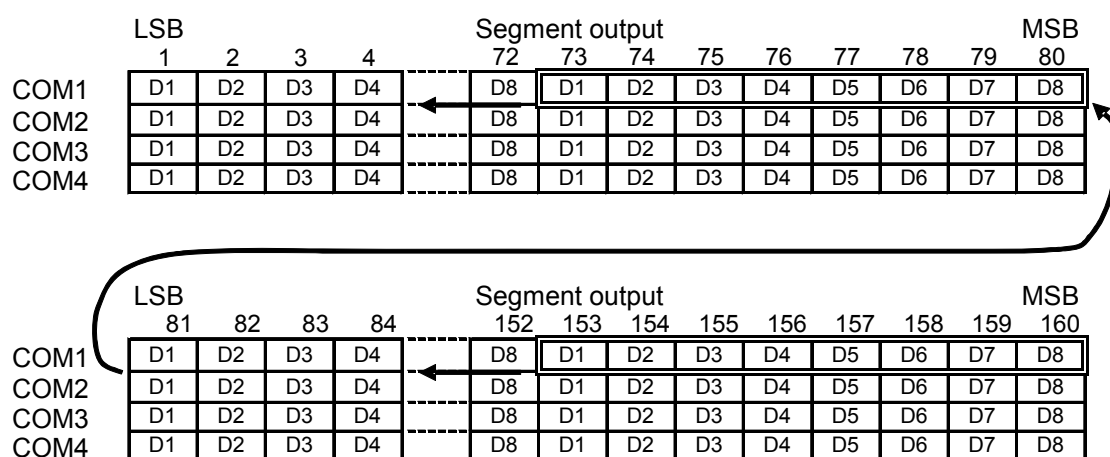 LSB Segment output MSB
1 2 3 4 72 73 74 75 76 77 78 79 80
COM1 D1 D2 D3 D4 D8 D1 D2 D3 D4 D5 D6 D7 D8
COM2 D1 D2 D3 D4 D8 D1 D2 D3 D4 D5 D6 D7 D8
COM3 D1 D2 D3 D4 D8 D1 D2 D3 D4 D5 D6 D7 D8
COM4 D1 D2 D3 D4 D8 D1 D2 D3 D4 D5 D6 D7 D8
LSB Segment output MSB
81 82 83 84 152 153 154 155 156 157 158 159 160
COM1 D1 D2 D3 D4 D8 D1 D2 D3 D4 D5 D6 D7 D8
COM2 D1 D2 D3 D4 D8 D1 D2 D3 D4 D5 D6 D7 D8
COM3 D1 D2 D3 D4 D8 D1 D2 D3 D4 D5 D6 D7 D8
COM4 D1 D2 D3 D4 D8 D1 D2 D3 D4 D5 D6 D7 D8